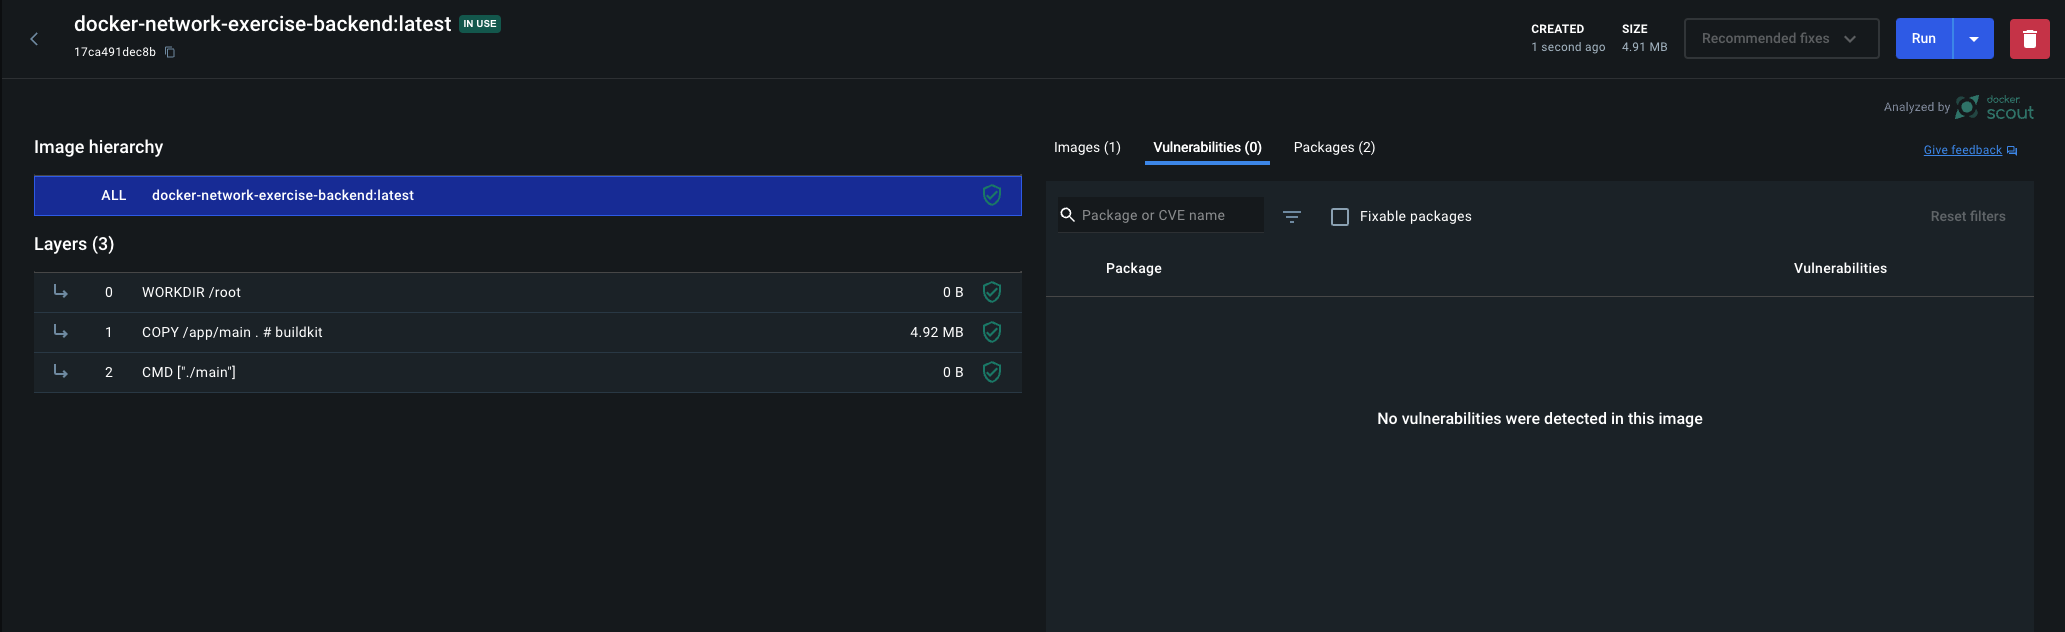 docker-network-exercise-backend:latest IN USE
17ca491dec8b
CREATED
1 second ago
SIZE
4.91 MB
Recommended fixes
Run
Analyzed by docker scout
Image hierarchy
ALL docker-network-exercise-backend:latest
Layers (3)
0 WORKDIR /root 0 B
1 COPY /app/main . # buildkit 4.92 MB
2 CMD ["./main"] 0 B
Images (1) Vulnerabilities (0) Packages (2)
Give feedback
Package or CVE name
Fixable packages
Reset filters
Package Vulnerabilities
No vulnerabilities were detected in this image